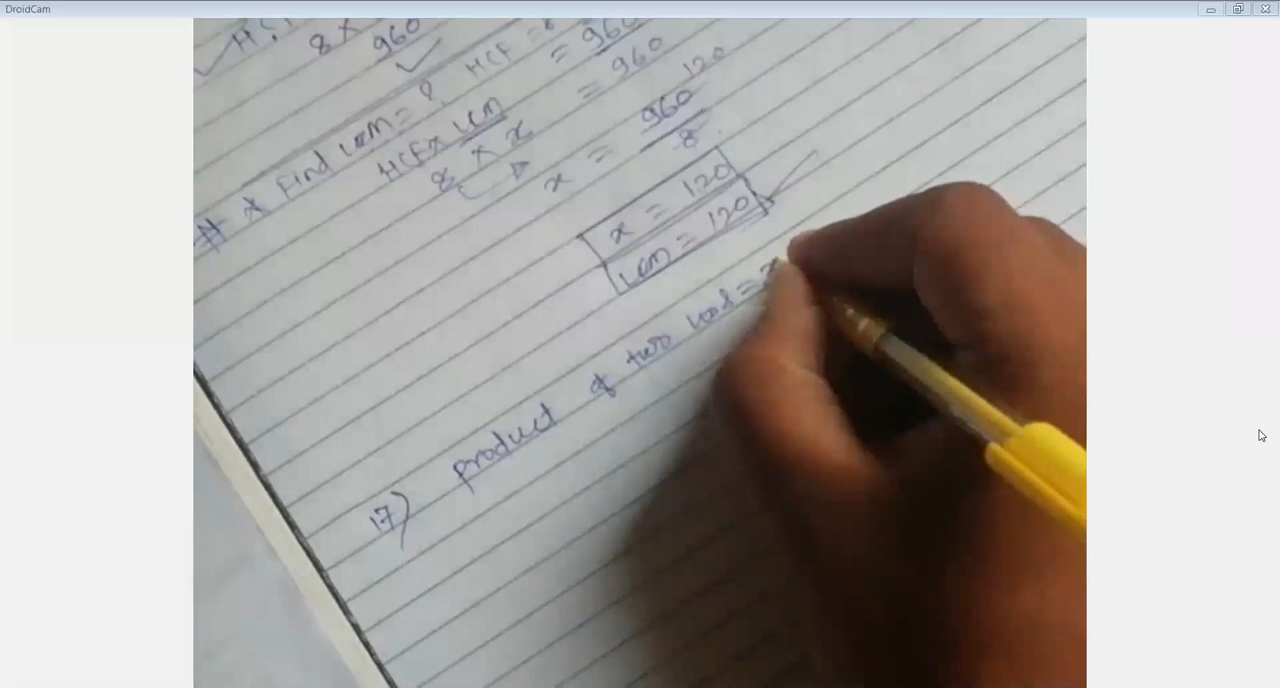 DroidCam
8 x
960
# * Find LCM = ? HCF = 8
HCF x LCM = 960
8 x x = 960
x = 960 120
8
x = 120
LCM = 120
17) product of two nos =